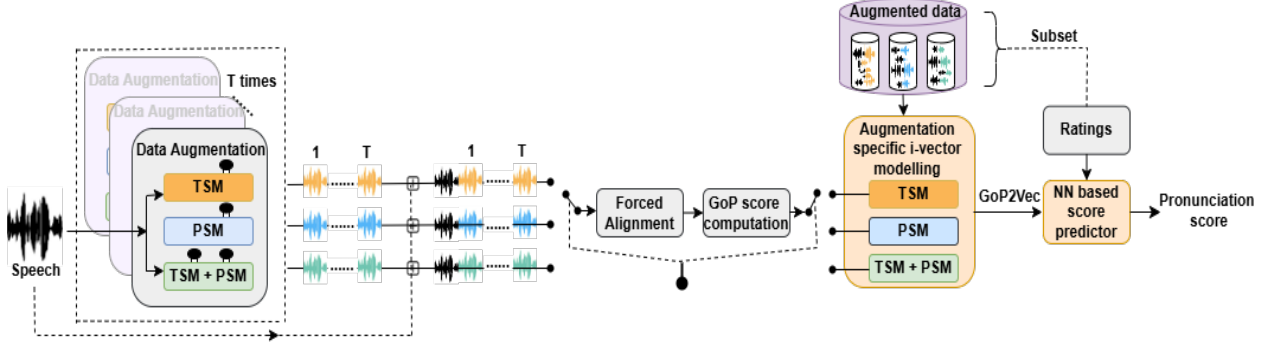 Data Augmentation
T times
Data Augmentation
Data Augmentation
TSM
PSM
TSM + PSM
Speech
1
T
......
......
......
1
T
......
......
......
Forced
Alignment
GoP score
computation
Augmented data
Subset
Augmentation
specific i-vector
modelling
TSM
PSM
TSM + PSM
GoP2Vec
Ratings
NN based
score
predictor
Pronunciation
score